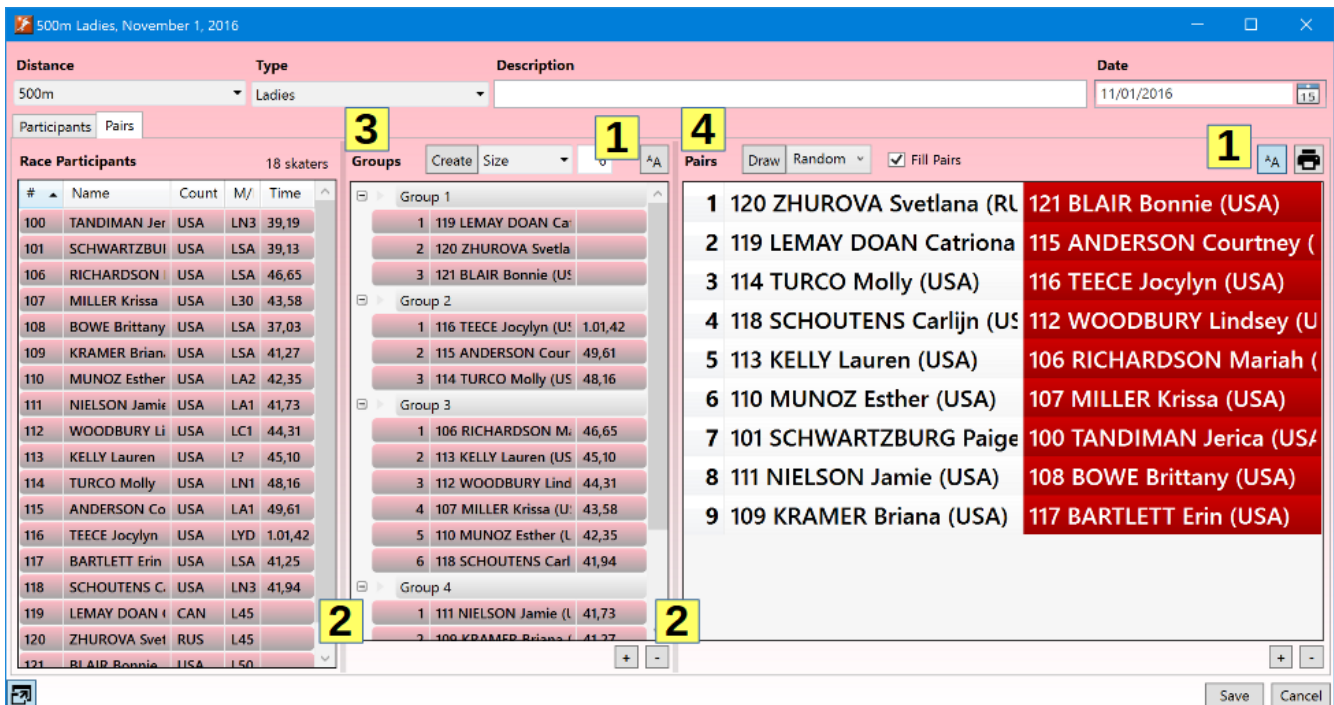 500m Ladies, November 1, 2016
Distance Type Description Date
500m Ladies 11/01/2016 15
Participants Pairs
3 1 4 1
Race Participants 18 skaters Groups Create Size AA Pairs Draw Random Fill Pairs AA
# Name Count M/ Time
100 TANDIMAN Jer USA LN3 39,19
101 SCHWARTZBUI USA LSA 39,13
106 RICHARDSON USA LSA 46,65
107 MILLER Krissa USA L30 43,58
108 BOWE Brittany USA LSA 37,03
109 KRAMER Brian USA LSA 41,27
110 MUNOZ Esther USA LA2 42,35
111 NIELSON Jamie USA LA1 41,73
112 WOODBURY Li USA LC1 44,31
113 KELLY Lauren USA L? 45,10
114 TURCO Molly USA LN1 48,16
115 ANDERSON Co USA LA1 49,61
116 TEECE Jocylyn USA LYD 1.01,42
117 BARTLETT Erin USA LSA 41,25
118 SCHOUTENS C. USA LN3 41,94
119 LEMAY DOAN CAN L45
120 ZHUROVA Svet RUS L45
121 BLAIR Bonnie USA L50
2
Group 1
1 119 LEMAY DOAN Ca
2 120 ZHUROVA Svetla
3 121 BLAIR Bonnie (US
Group 2
1 116 TEECE Jocylyn (US 1.01,42
2 115 ANDERSON Cour 49,61
3 114 TURCO Molly (US 48,16
Group 3
1 106 RICHARDSON M 46,65
2 113 KELLY Lauren (US 45,10
3 112 WOODBURY Lind 44,31
4 107 MILLER Krissa (U 43,58
5 110 MUNOZ Esther (U 42,35
6 118 SCHOUTENS Carl 41,94
Group 4
1 111 NIELSON Jamie (U 41,73
2 109 KRAMER Briana ( 41,27
2
+ -
1 120 ZHUROVA Svetlana (RU 121 BLAIR Bonnie (USA)
2 119 LEMAY DOAN Catriona 115 ANDERSON Courtney (
3 114 TURCO Molly (USA) 116 TEECE Jocylyn (USA)
4 118 SCHOUTENS Carlijn (US 112 WOODBURY Lindsey (U
5 113 KELLY Lauren (USA) 106 RICHARDSON Mariah (
6 110 MUNOZ Esther (USA) 107 MILLER Krissa (USA)
7 101 SCHWARTZBURG Paige 100 TANDIMAN Jerica (USA
8 111 NIELSON Jamie (USA) 108 BOWE Brittany (USA)
9 109 KRAMER Briana (USA) 117 BARTLETT Erin (USA)
+ -
Save Cancel